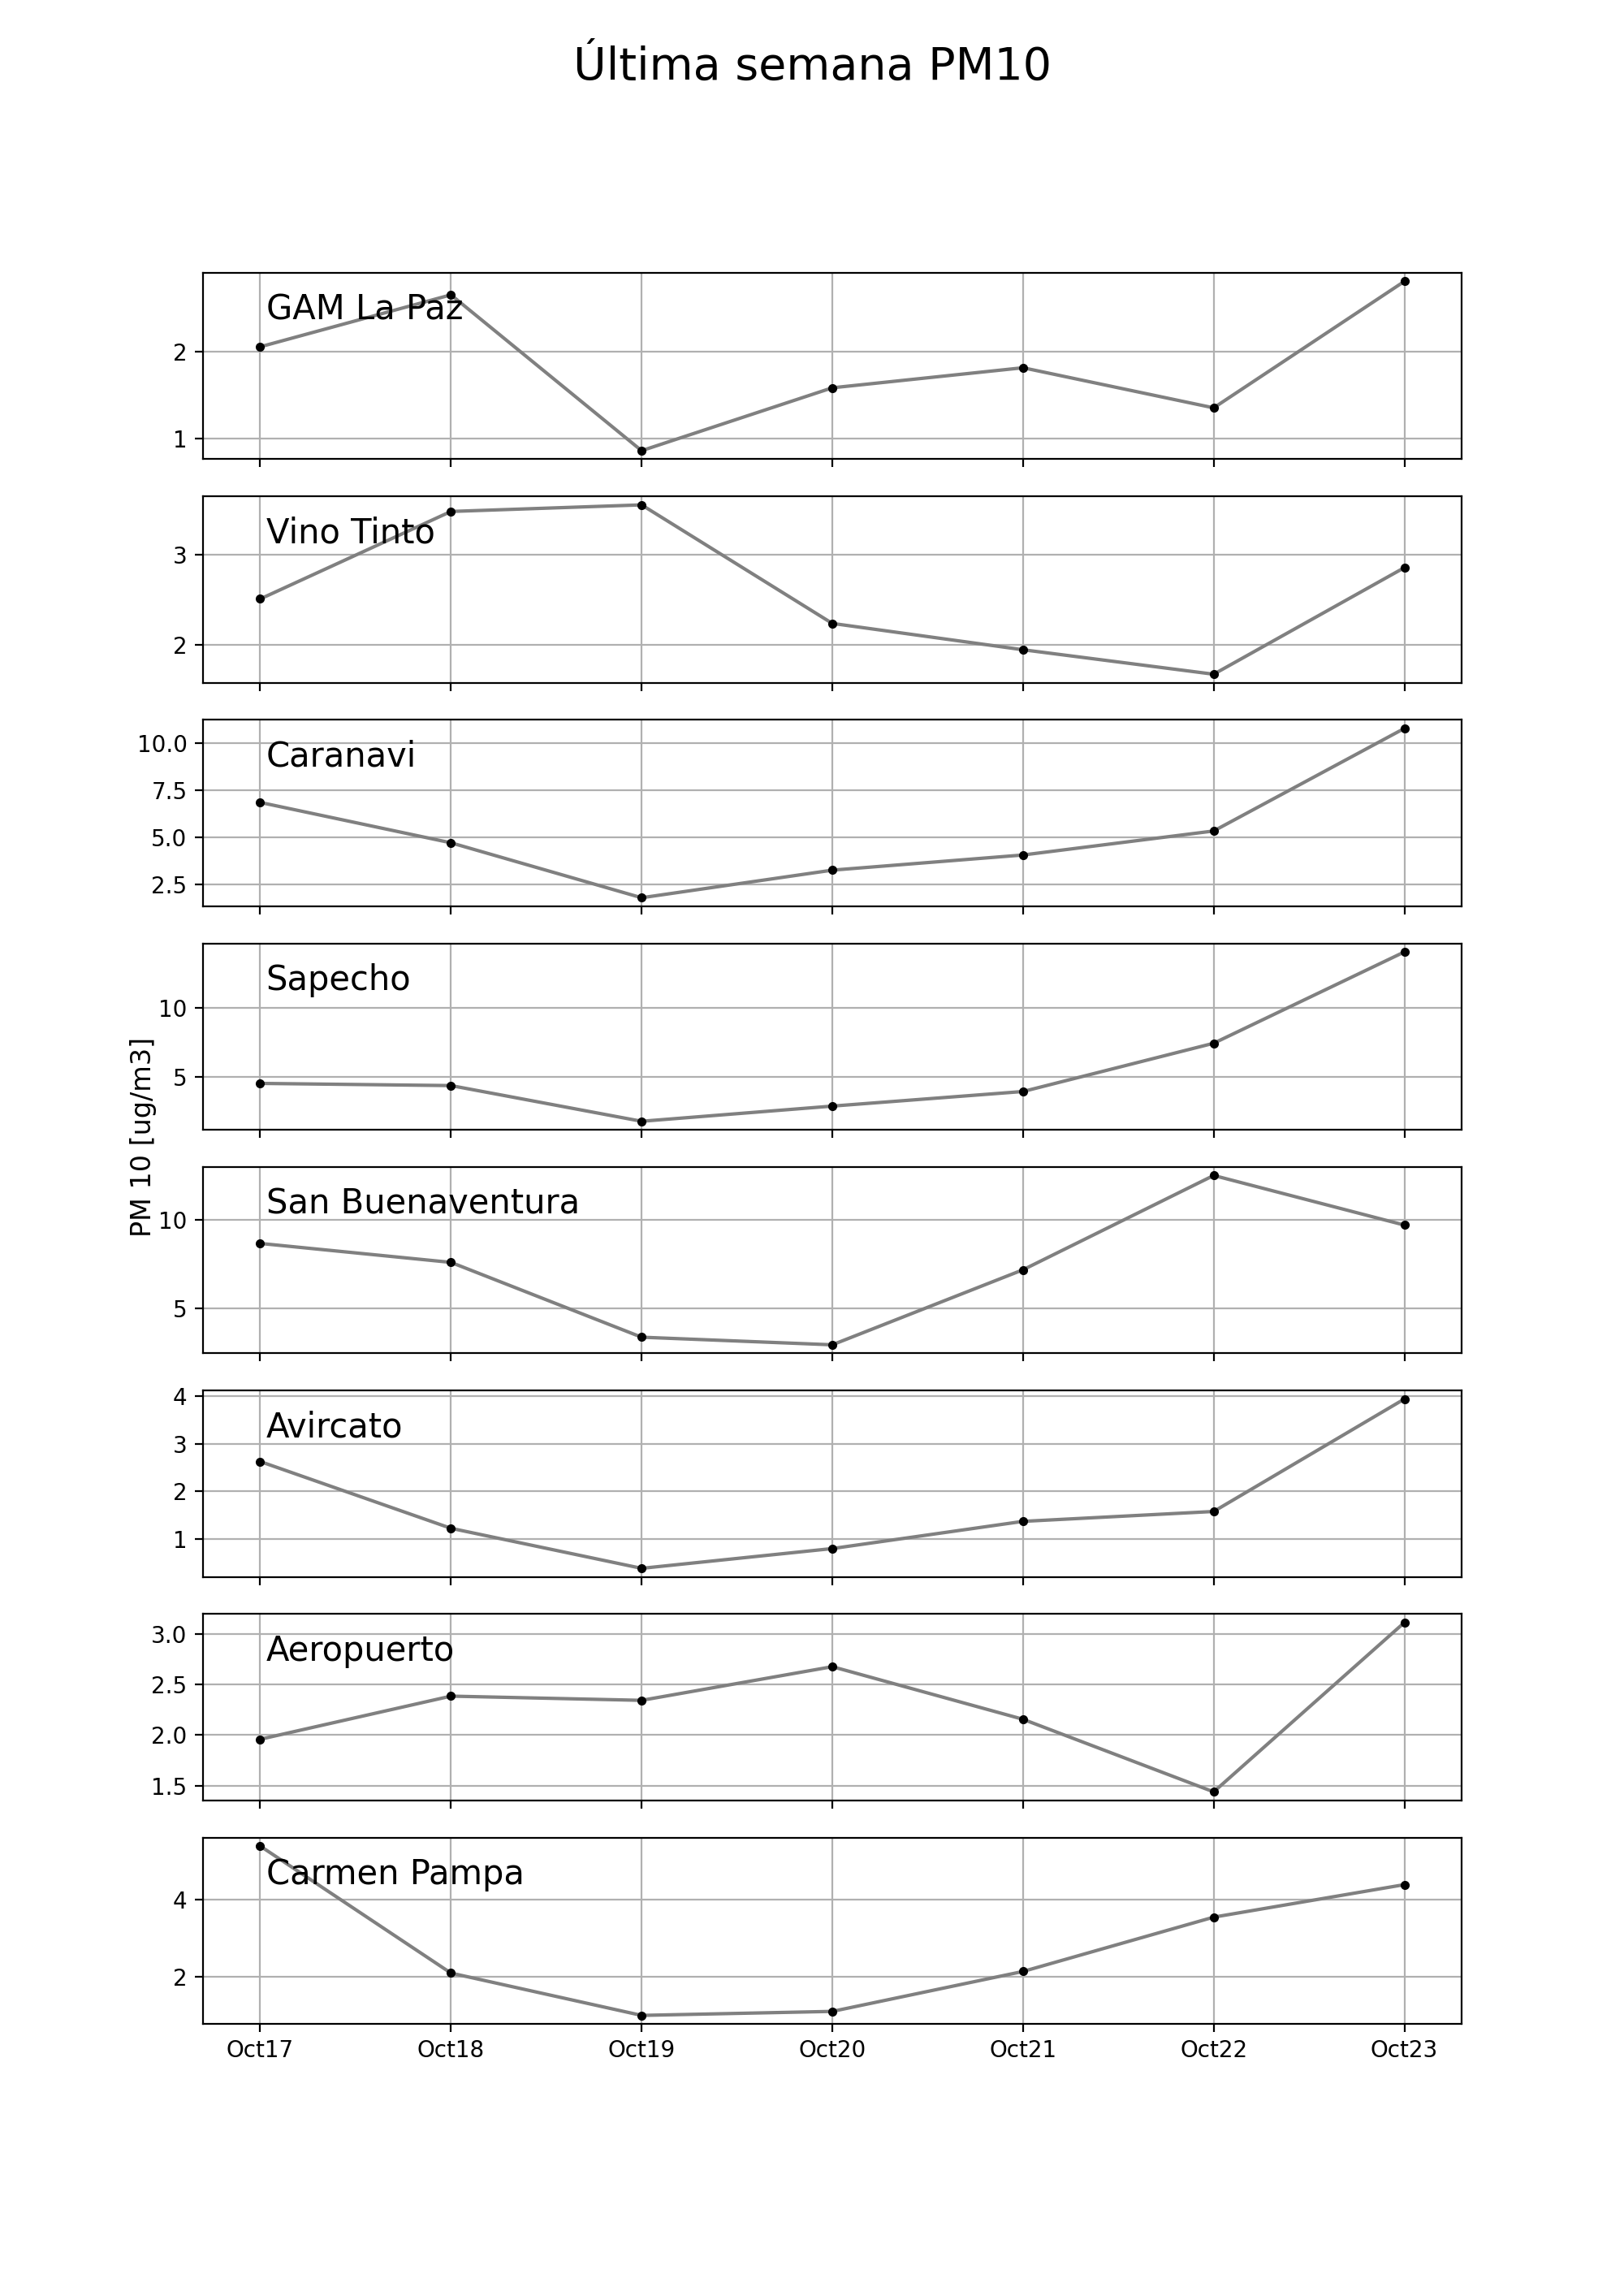 Última semana PM10
GAM La Paz
2
1
Vino Tinto
3
2
Caranavi
10.0
7.5
5.0
2.5
Sapecho
10
5
PM 10 [ug/m3]
San Buenaventura
10
5
Avircato
4
3
2
1
Aeropuerto
3.0
2.5
2.0
1.5
Carmen Pampa
4
2
Oct17 Oct18 Oct19 Oct20 Oct21 Oct22 Oct23